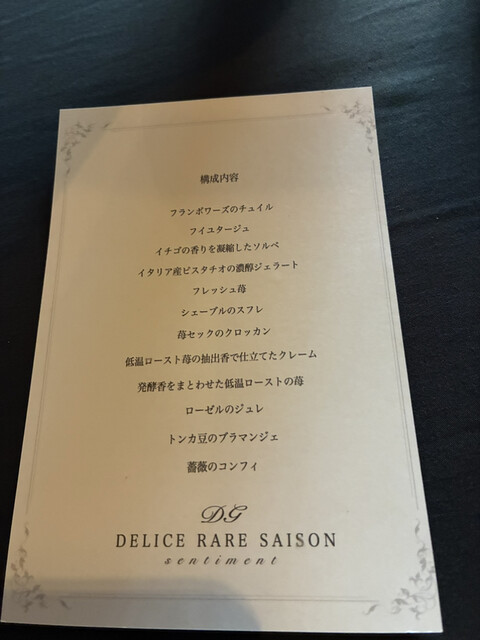 構成内容
フランボワーズのチュイル
フイユタージュ
イチゴの香りを凝縮したソルベ
イタリア産ピスタチオの濃醇ジェラート
フレッシュ苺
シェーブルのスフレ
苺セックのクロッカン
低温ロースト苺の抽出香で仕立てたクレーム
発酵香をまとわせた低温ローストの苺
ローゼルのジュレ
トンカ豆のブラマンジェ
薔薇のコンフィ
DG
DELICE RARE SAISON
sentiment